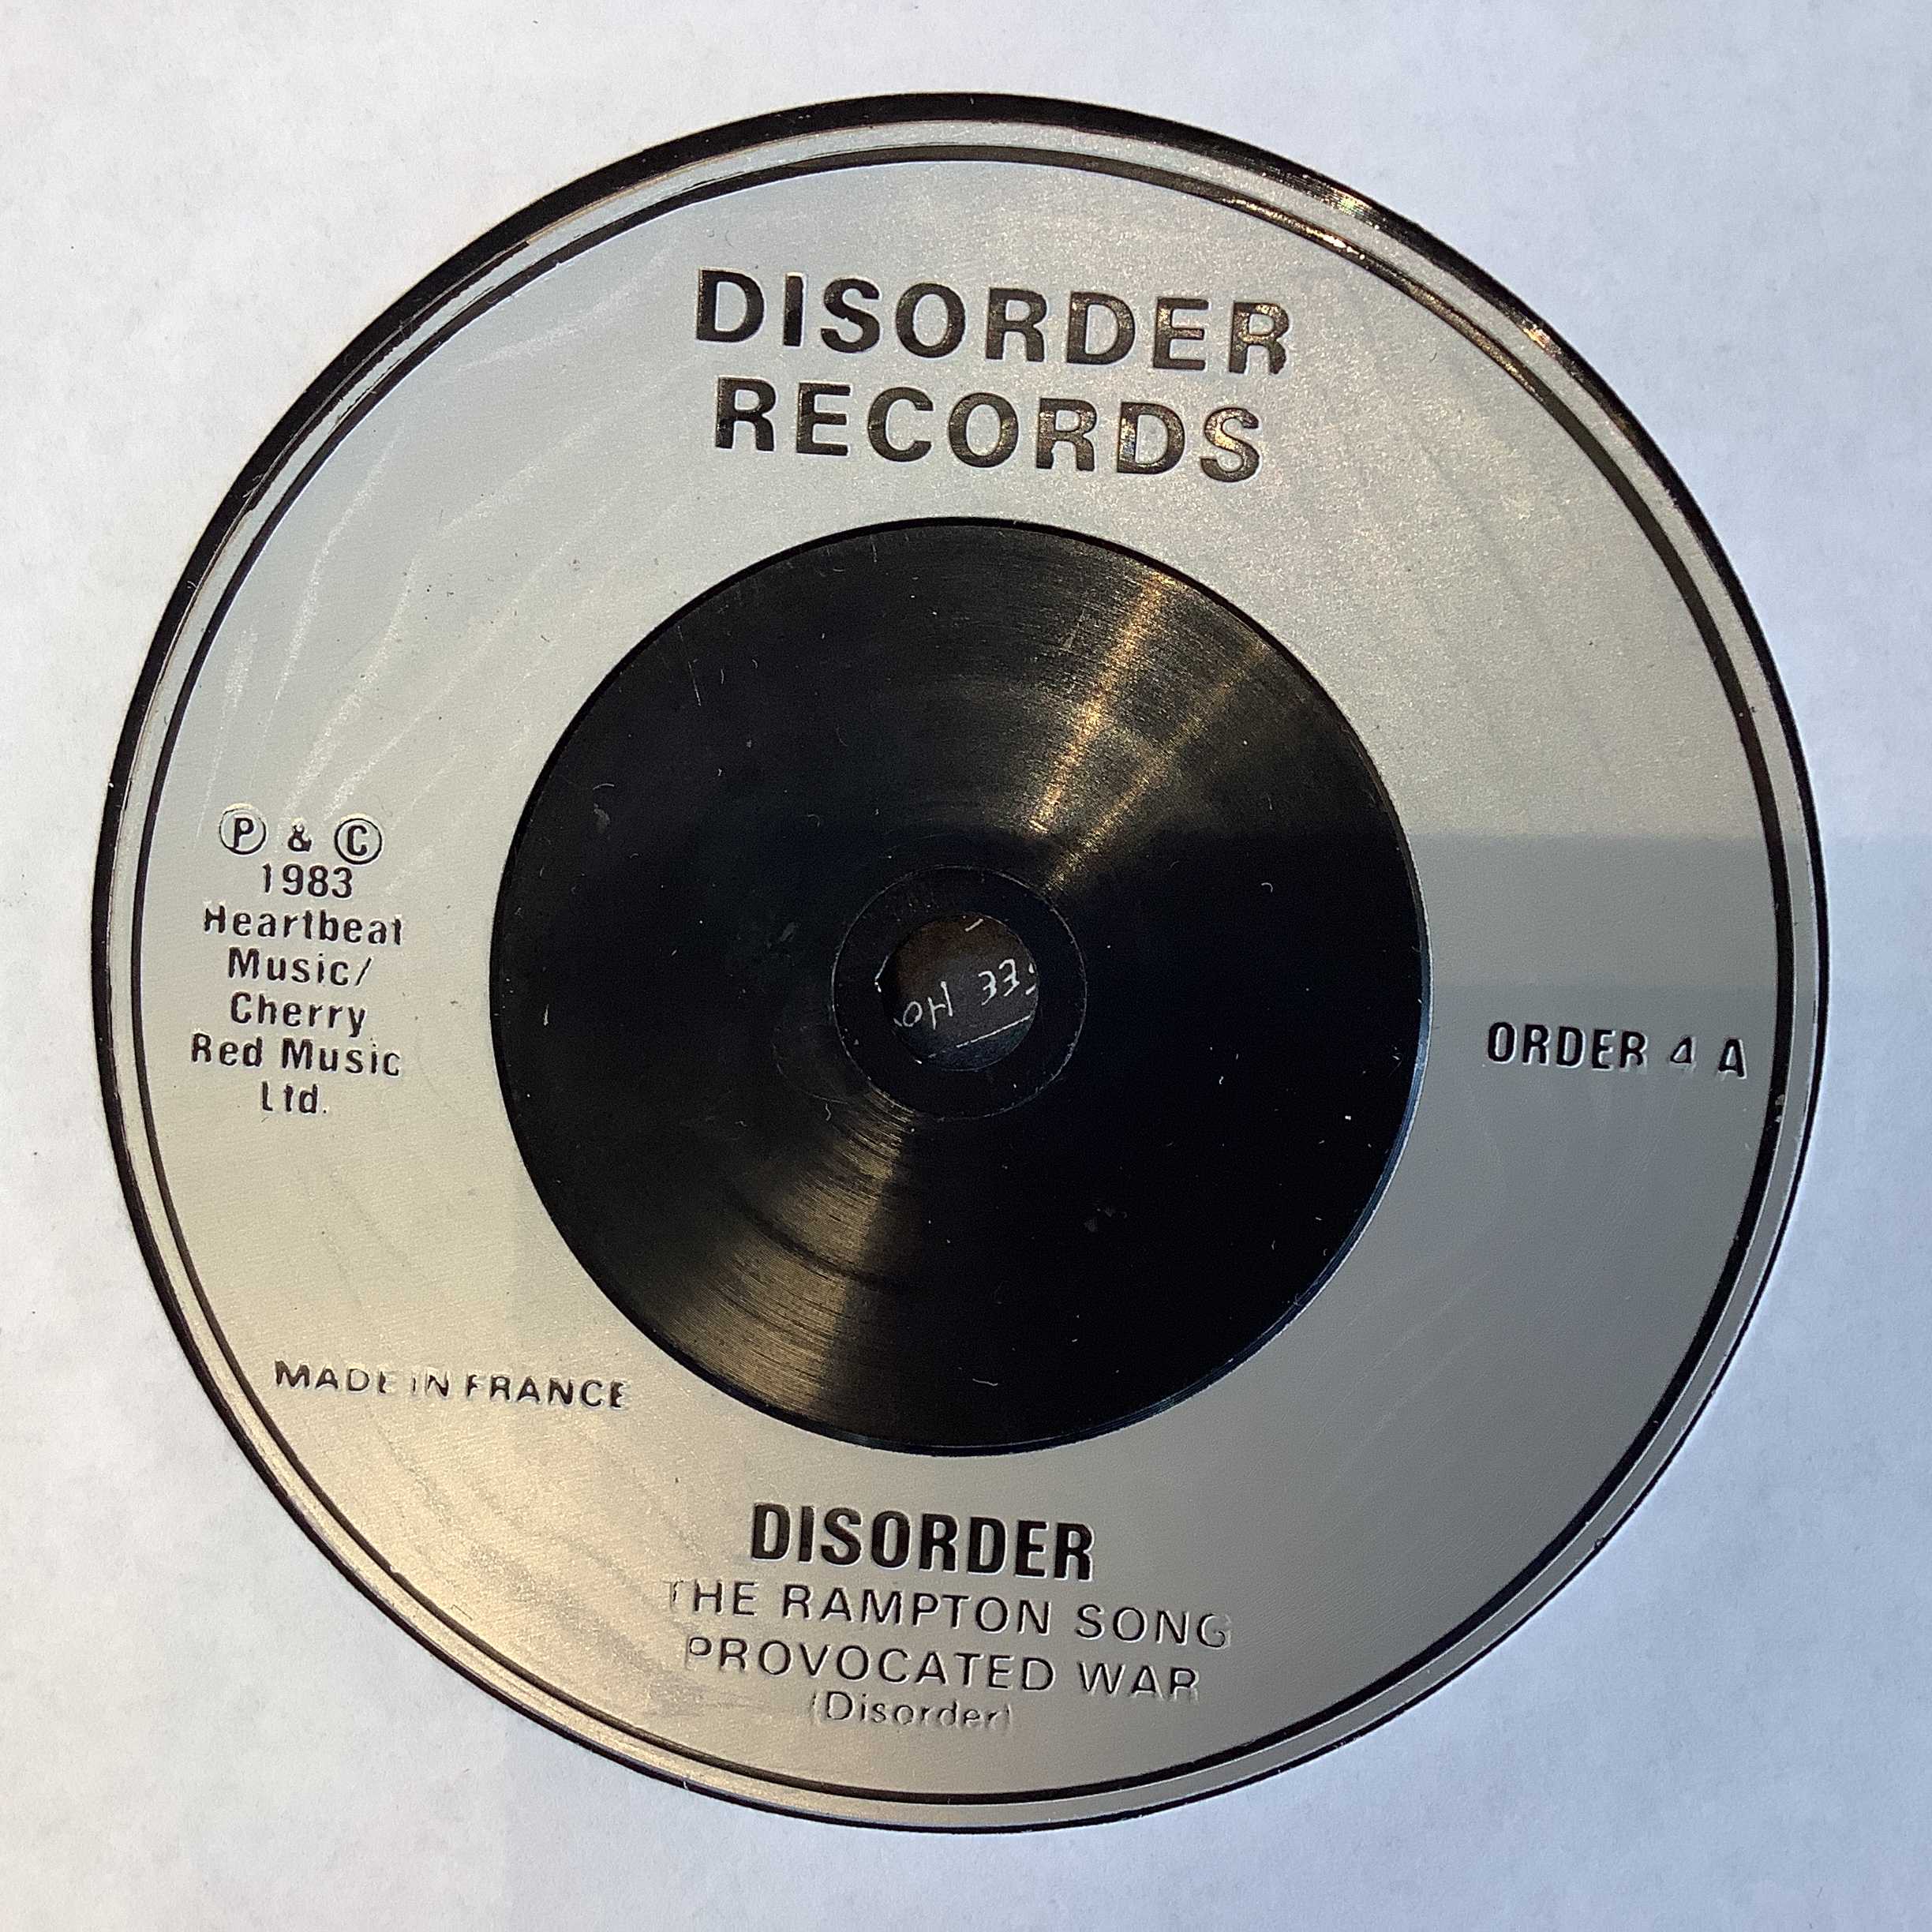 DISORDER
RECORDS
Ⓟ & Ⓒ
1983
Heartbeat
Music/
Cherry
Red Music
Ltd.
ORDER 4 A
MADE IN FRANCE
DISORDER
THE RAMPTON SONG
PROVOCATED WAR
(Disorder)